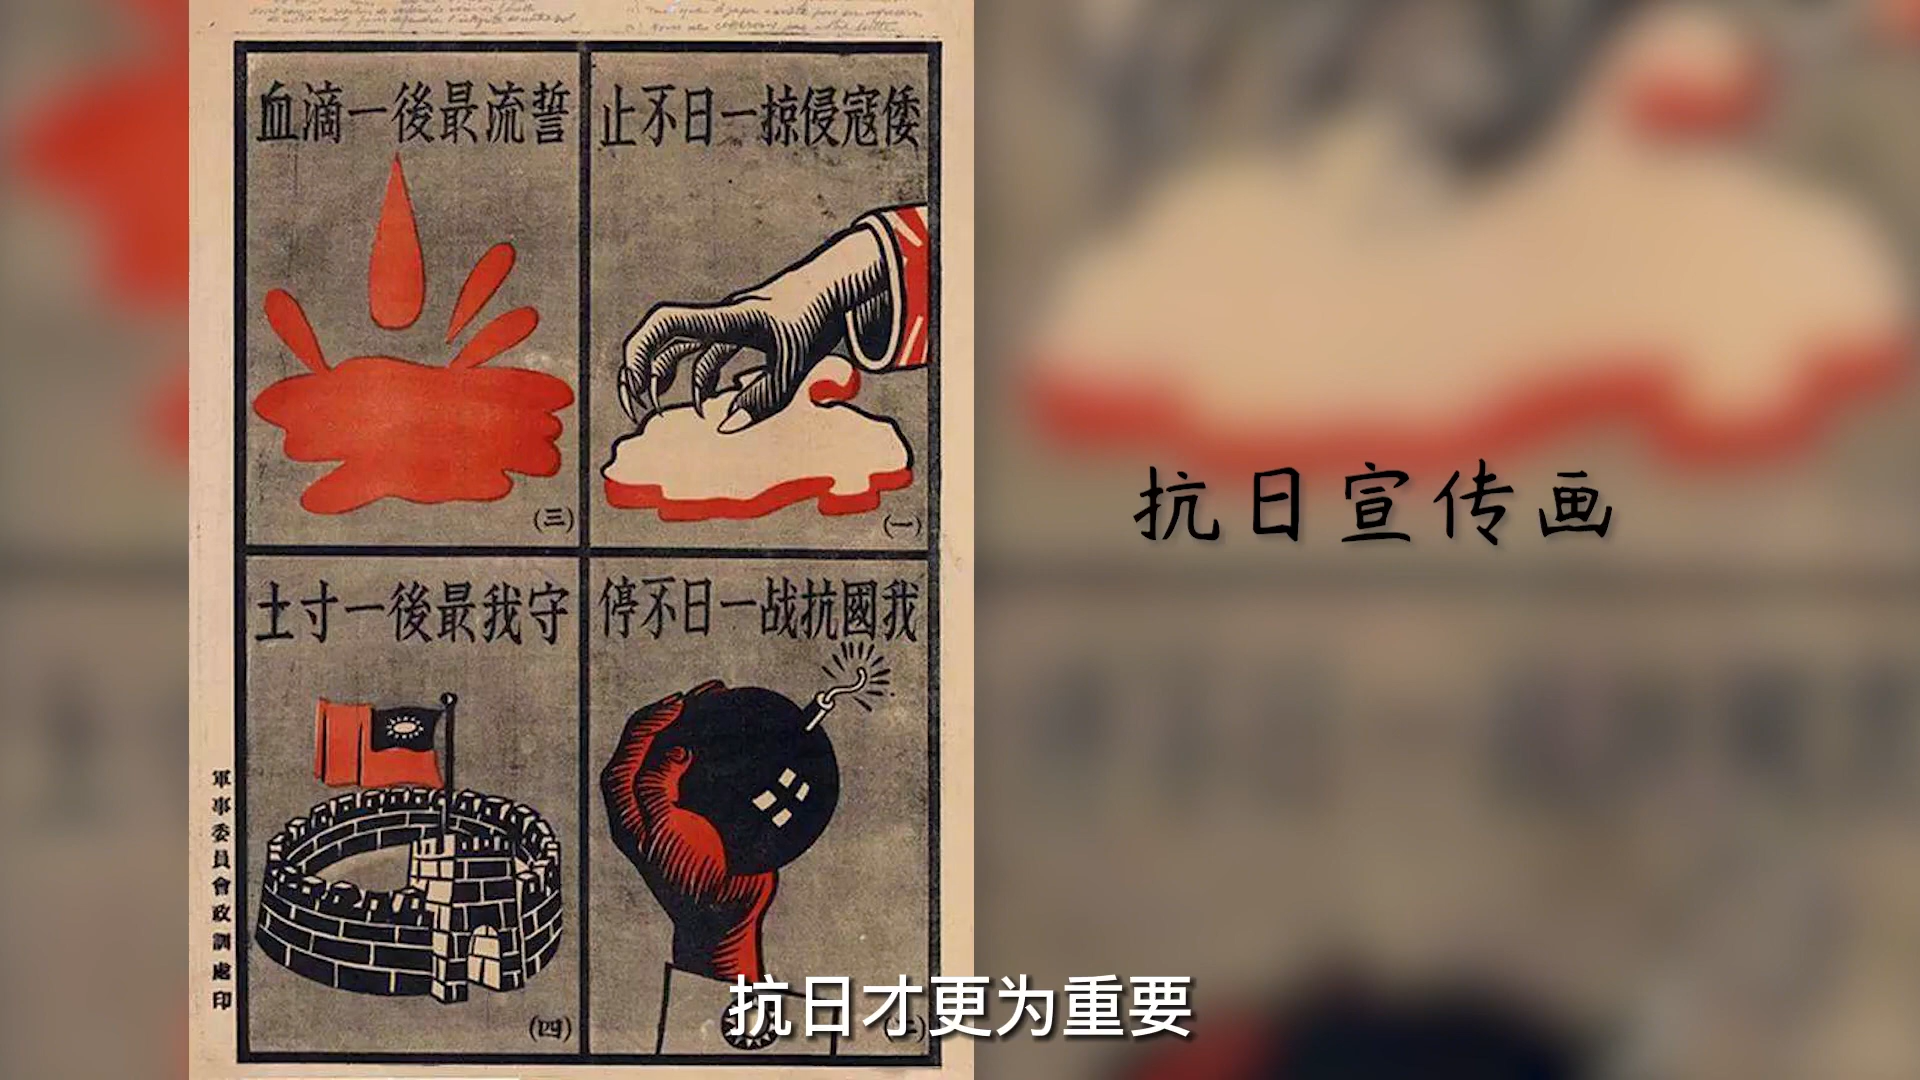 倭寇侵掠一日不止
(一)
我國抗战一日不停
誓流最後一滴血
(三)
守我最後一寸土
(四)
軍事委員會政訓處印
抗日宣传画
抗日才更为重要